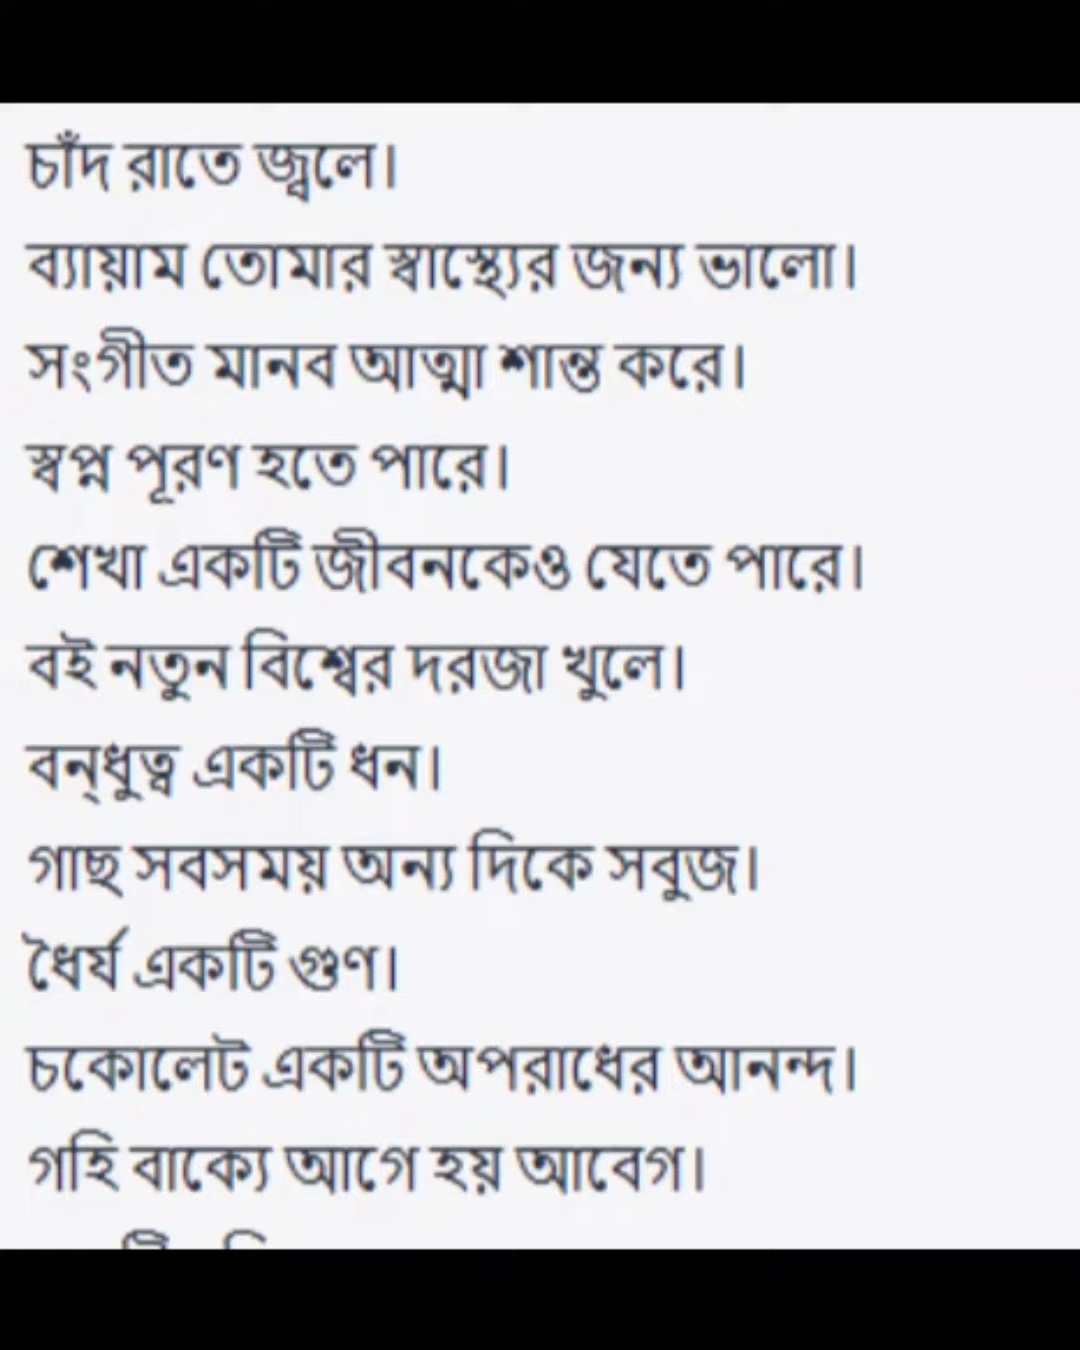 চাঁদ রাতে জ্বলে।
ব্যায়াম তোমার স্বাস্থ্যের জন্য ভালো।
সংগীত মানব আত্মা শান্ত করে।
স্বপ্ন পূরণ হতে পারে।
শেখা একটি জীবনকেও যেতে পারে।
বই নতুন বিশ্বের দরজা খুলে।
বন্‌ধুত্ব একটি ধন।
গাছ সবসময় অন্য দিকে সবুজ।
ধৈর্য একটি গুণ।
চকোলেট একটি অপরাধের আনন্দ।
গহি বাক্যে আগে হয় আবেগ।